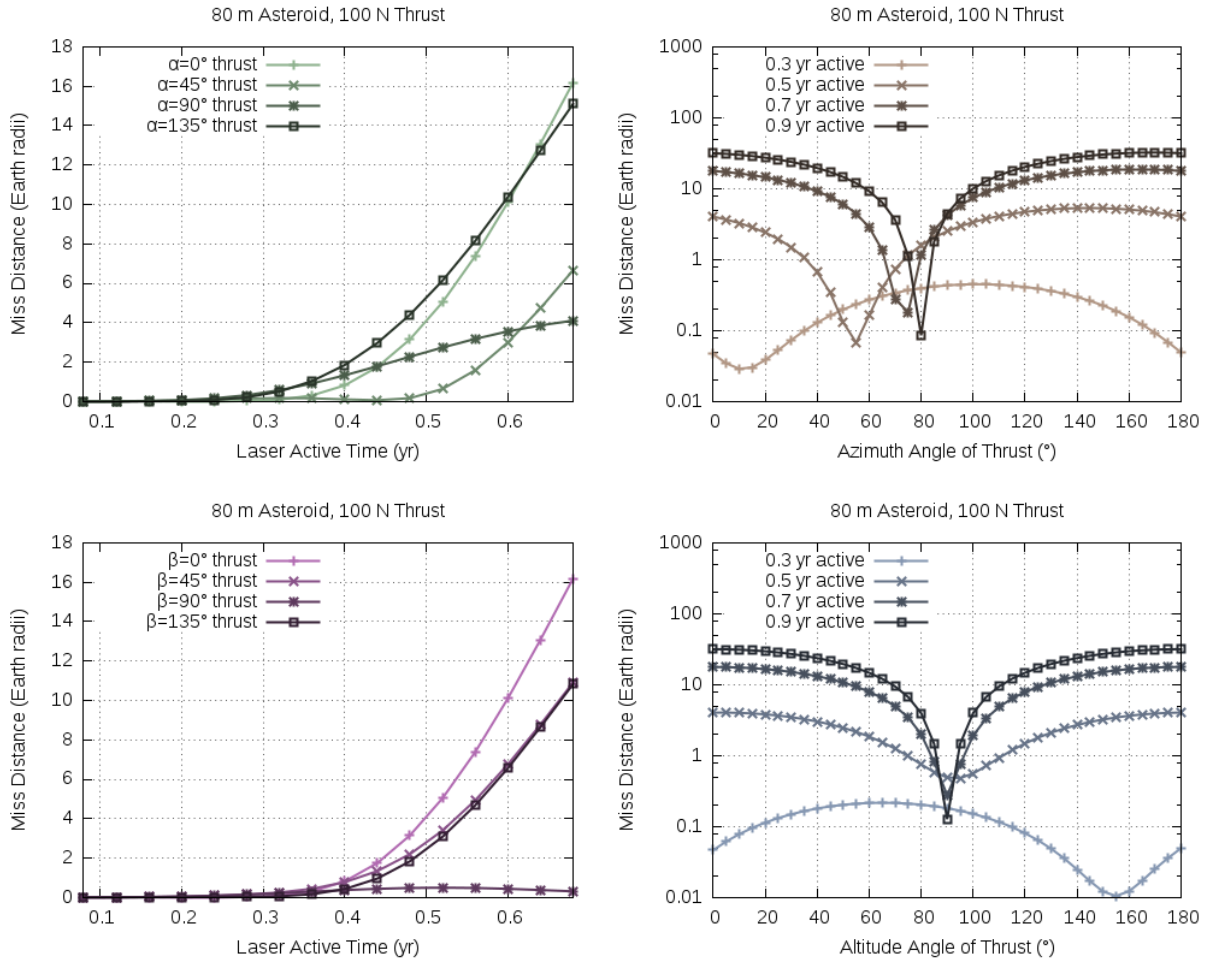 80 m Asteroid, 100 N Thrust
Miss Distance (Earth radii)
18
16
14
12
10
8
6
4
2
0
α=0° thrust
α=45° thrust
α=90° thrust
α=135° thrust
0.1 0.2 0.3 0.4 0.5 0.6
Laser Active Time (yr)
80 m Asteroid, 100 N Thrust
Miss Distance (Earth radii)
1000
100
10
1
0.1
0.01
0.3 yr active
0.5 yr active
0.7 yr active
0.9 yr active
0 20 40 60 80 100 120 140 160 180
Azimuth Angle of Thrust (°)
80 m Asteroid, 100 N Thrust
Miss Distance (Earth radii)
18
16
14
12
10
8
6
4
2
0
β=0° thrust
β=45° thrust
β=90° thrust
β=135° thrust
0.1 0.2 0.3 0.4 0.5 0.6
Laser Active Time (yr)
80 m Asteroid, 100 N Thrust
Miss Distance (Earth radii)
1000
100
10
1
0.1
0.01
0.3 yr active
0.5 yr active
0.7 yr active
0.9 yr active
0 20 40 60 80 100 120 140 160 180
Altitude Angle of Thrust (°)